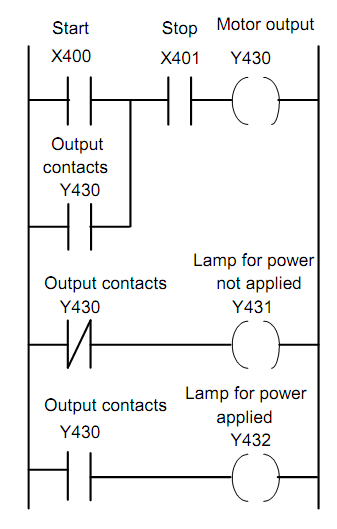 Start
Stop
Motor output
X400
X401
Y430
Output
contacts
Y430
Lamp for power
not applied
Output contacts
Y430
Y431
Lamp for power
applied
Output contacts
Y430
Y432